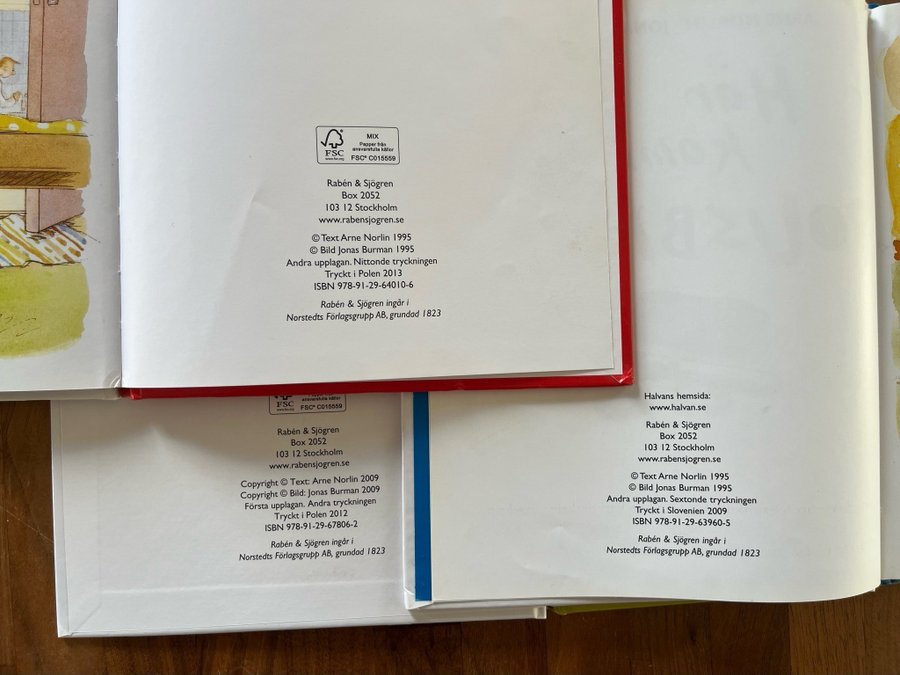 MIX
Papper från
ansvarsfulla källor
FSC
www.fsc.org
FSC® C015559
Rabén & Sjögren
Box 2052
103 12 Stockholm
www.rabensjogren.se
© Text Arne Norlin 1995
© Bild Jonas Burman 1995
Andra upplagan. Nittonde tryckningen
Tryckt i Polen 2013
ISBN 978-91-29-64010-6
Rabén & Sjögren ingår i
Norstedts Förlagsgrupp AB, grundad 1823
ansvarsfulla källor
FSC
www.fsc.org
FSC® C015559
Rabén & Sjögren
Box 2052
103 12 Stockholm
www.rabensjogren.se
Copyright © Text: Arne Norlin 2009
Copyright © Bild: Jonas Burman 2009
Första upplagan. Andra tryckningen
Tryckt i Polen 2012
ISBN 978-91-29-67806-2
Rabén & Sjögren ingår i
Norstedts Förlagsgrupp AB, grundad 1823
Halvans hemsida:
www.halvan.se
Rabén & Sjögren
Box 2052
103 12 Stockholm
www.rabensjogren.se
© Text Arne Norlin 1995
© Bild Jonas Burman 1995
Andra upplagan. Sextonde tryckningen
Tryckt i Slovenien 2009
ISBN 978-91-29-63960-5
Rabén & Sjögren ingår i
Norstedts Förlagsgrupp AB, grundad 1823